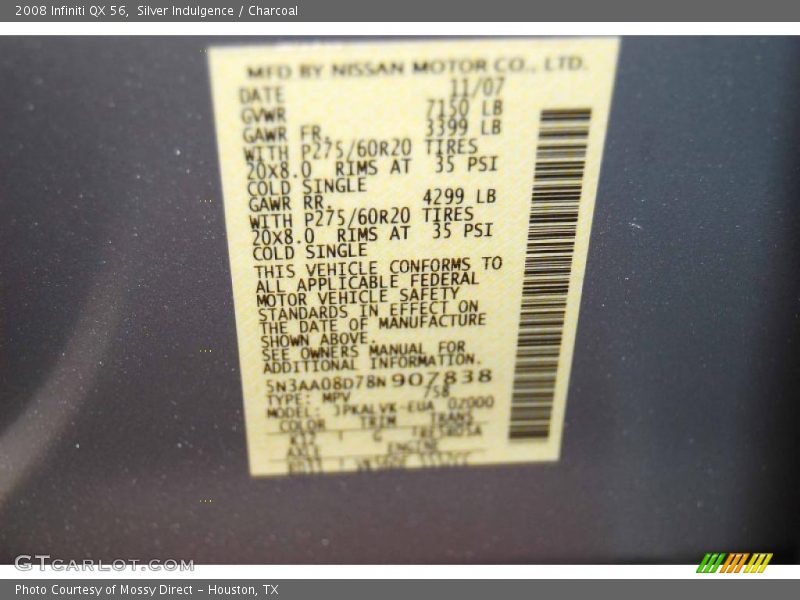 2008 Infiniti QX 56, Silver Indulgence / Charcoal
MFD BY NISSAN MOTOR CO., LTD.
DATE 11/07
GVWR 7150 LB
GAWR FR. 3399 LB
WITH P275/60R20 TIRES
20X8.0 RIMS AT 35 PSI
COLD SINGLE
GAWR RR. 4299 LB
WITH P275/60R20 TIRES
20X8.0 RIMS AT 35 PSI
COLD SINGLE
THIS VEHICLE CONFORMS TO
ALL APPLICABLE FEDERAL
MOTOR VEHICLE SAFETY
STANDARDS IN EFFECT ON
THE DATE OF MANUFACTURE
SHOWN ABOVE.
SEE OWNERS MANUAL FOR
ADDITIONAL INFORMATION.
5N3AA08D78N907838
TYPE: MPV /58
MODEL: JPKALVK-EUA 02000
COLOR TRIM TRANS
K12 G
AXLE ENGINE
GTCARLOT.COM
Photo Courtesy of Mossy Direct – Houston, TX